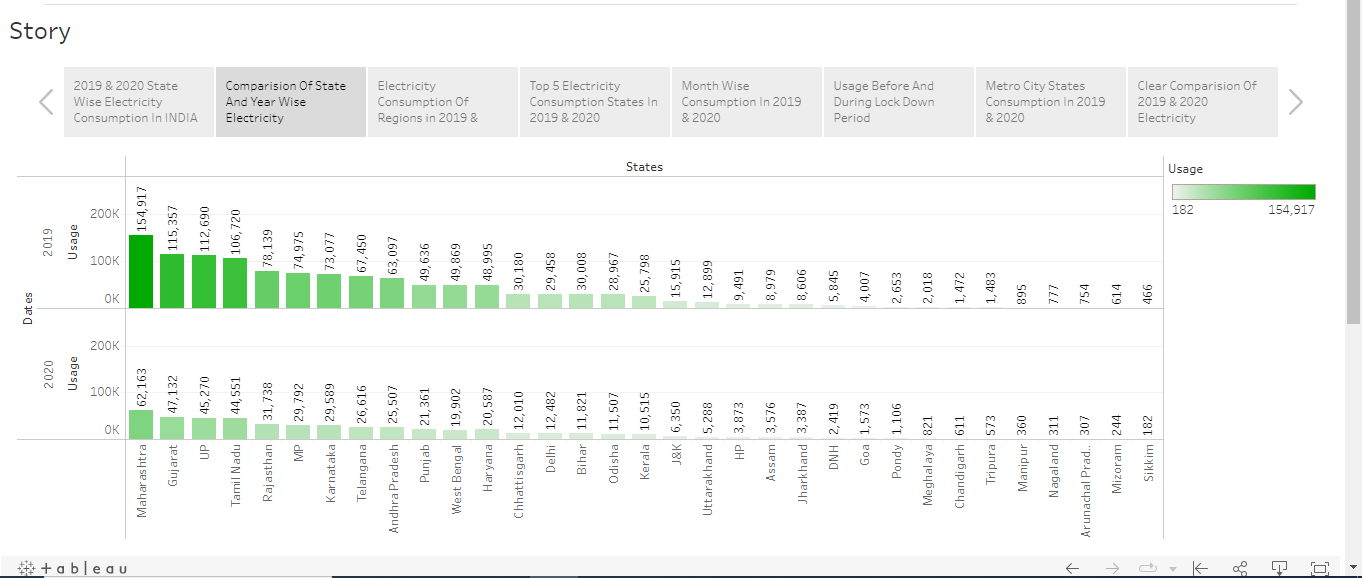 Story
2019 & 2020 State
Wise Electricity
Consumption In INDIA
Comparision Of State
And Year Wise
Electricity
Electricity
Consumption Of
Regions in 2019 &
Top 5 Electricity
Consumption States In
2019 & 2020
Month Wise
Consumption In 2019
& 2020
Usage Before And
During Lock Down
Period
Metro City States
Consumption In 2019
& 2020
Clear Comparision Of
2019 & 2020
Electricity
States
Dates
2019
Usage
200K
100K
0K
154,917
115,357
112,690
106,720
78,139
74,975
73,077
67,450
63,097
49,636
49,869
48,995
30,180
29,458
30,008
28,967
25,798
15,915
12,899
9,491
8,979
8,606
5,845
4,007
2,653
2,018
1,472
1,483
895
777
754
614
466
2020
Usage
200K
100K
0K
62,163
47,132
45,270
44,551
31,738
29,792
29,589
26,616
25,507
21,361
19,902
20,587
12,010
12,482
11,821
11,507
10,515
6,350
5,288
3,873
3,576
3,387
2,419
1,573
1,106
821
611
573
360
311
307
244
182
Maharashtra
Gujarat
UP
Tamil Nadu
Rajasthan
MP
Karnataka
Telangana
Andhra Pradesh
Punjab
West Bengal
Haryana
Chhattisgarh
Delhi
Bihar
Odisha
Kerala
J&K
Uttarakhand
HP
Assam
Jharkhand
DNH
Goa
Pondy
Meghalaya
Chandigarh
Tripura
Manipur
Nagaland
Arunachal Prad..
Mizoram
Sikkim
Usage
182 154,917
+ableau